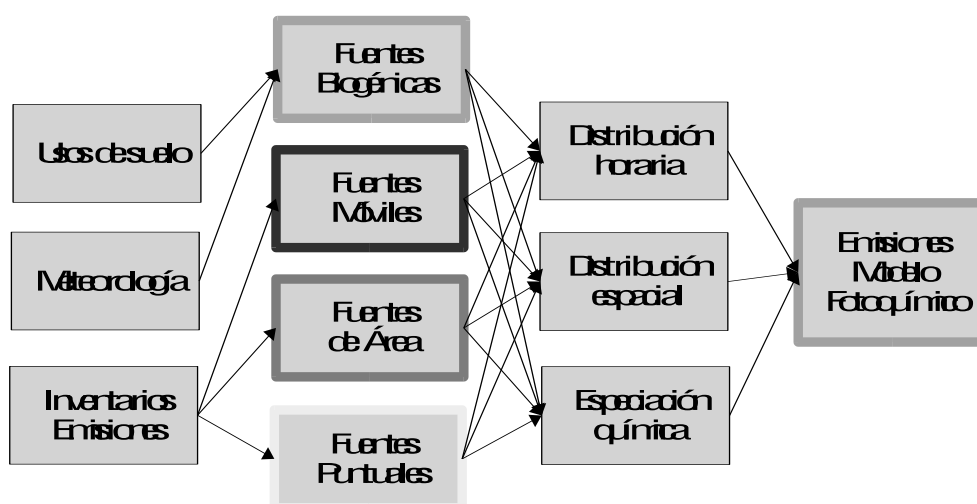 Usos de suelo
Meteorología
Inventarios
Emisiones
Fuentes
Biogénicas
Fuentes
Móviles
Fuentes
de Área
Fuentes
Puntuales
Distribución
horaria
Distribución
espacial
Especiación
química
Emisiones
Modelo
Fotoquímico